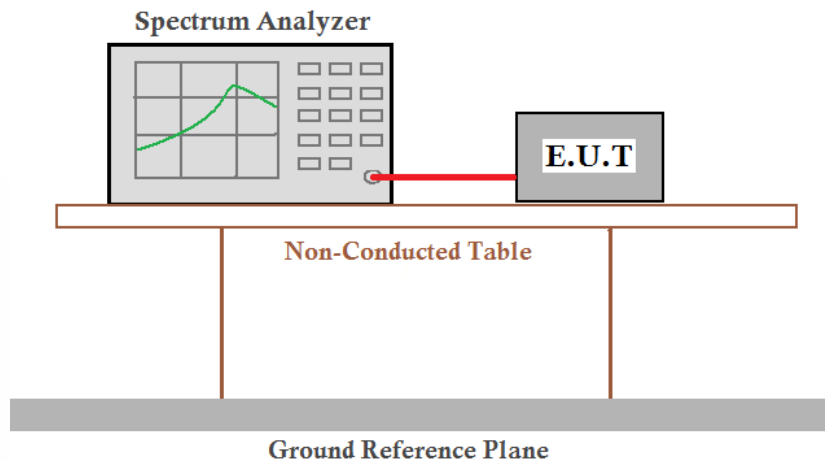 Spectrum Analyzer
E.U.T
Non-Conducted Table
Ground Reference Plane